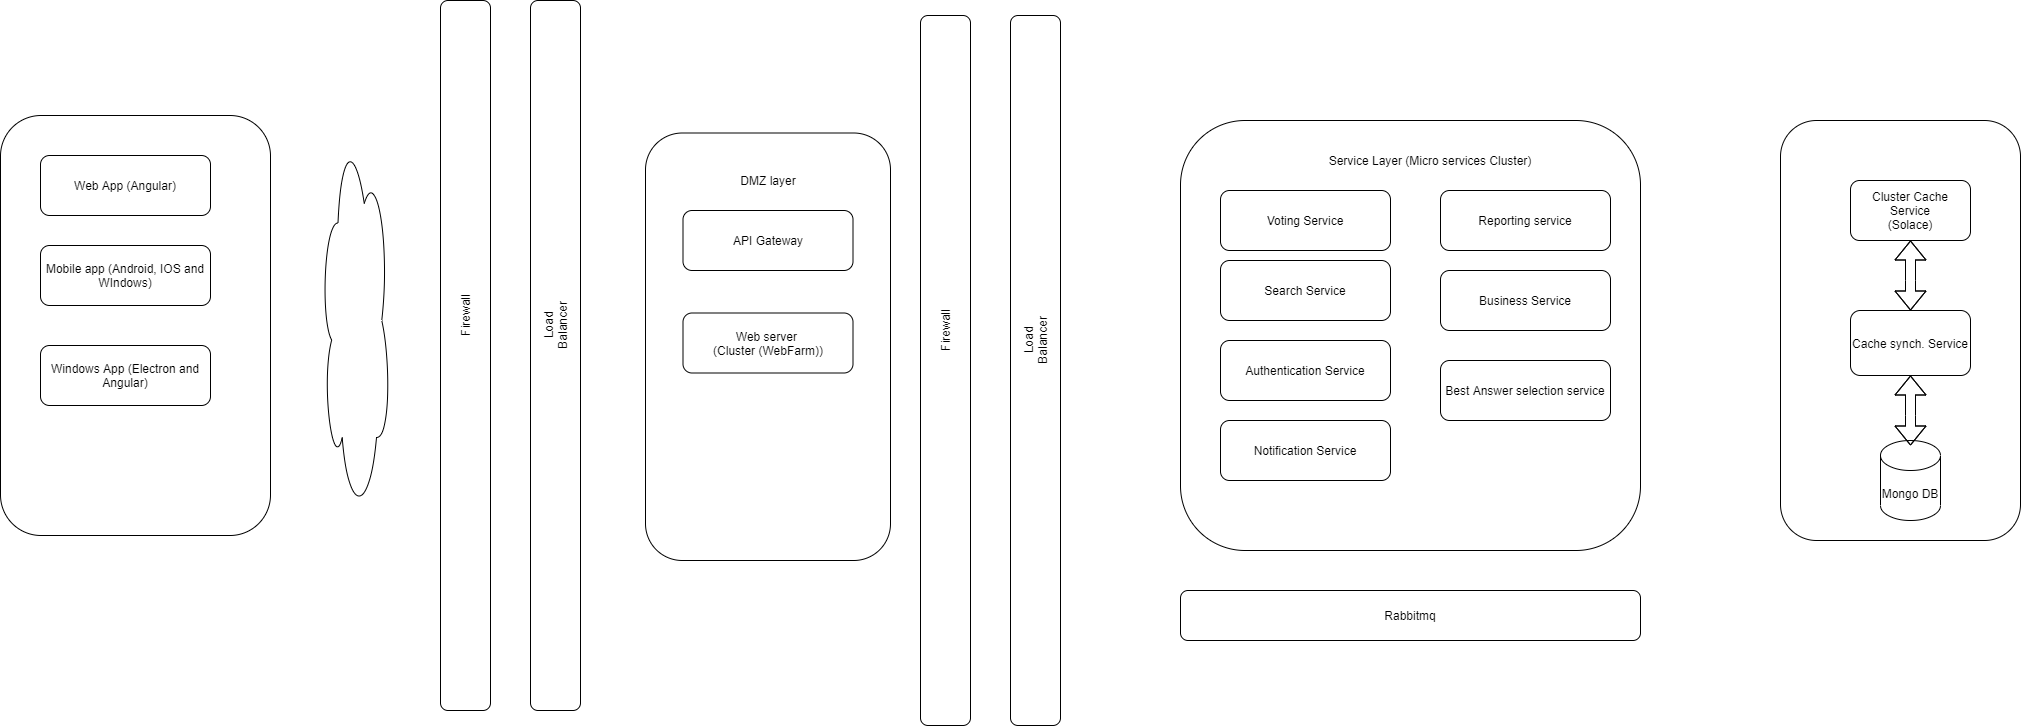 Web App (Angular)
Mobile app (Android, IOS and
WIndows)
Windows App (Electron and
Angular)
Firewall
Load
Balancer
DMZ layer
API Gateway
Web server
(Cluster (WebFarm))
Firewall
Load
Balancer
Service Layer (Micro services Cluster)
Voting Service
Reporting service
Search Service
Business Service
Authentication Service
Best Answer selection service
Notification Service
Rabbitmq
Cluster Cache
Service
(Solace)
Cache synch. Service
Mongo DB